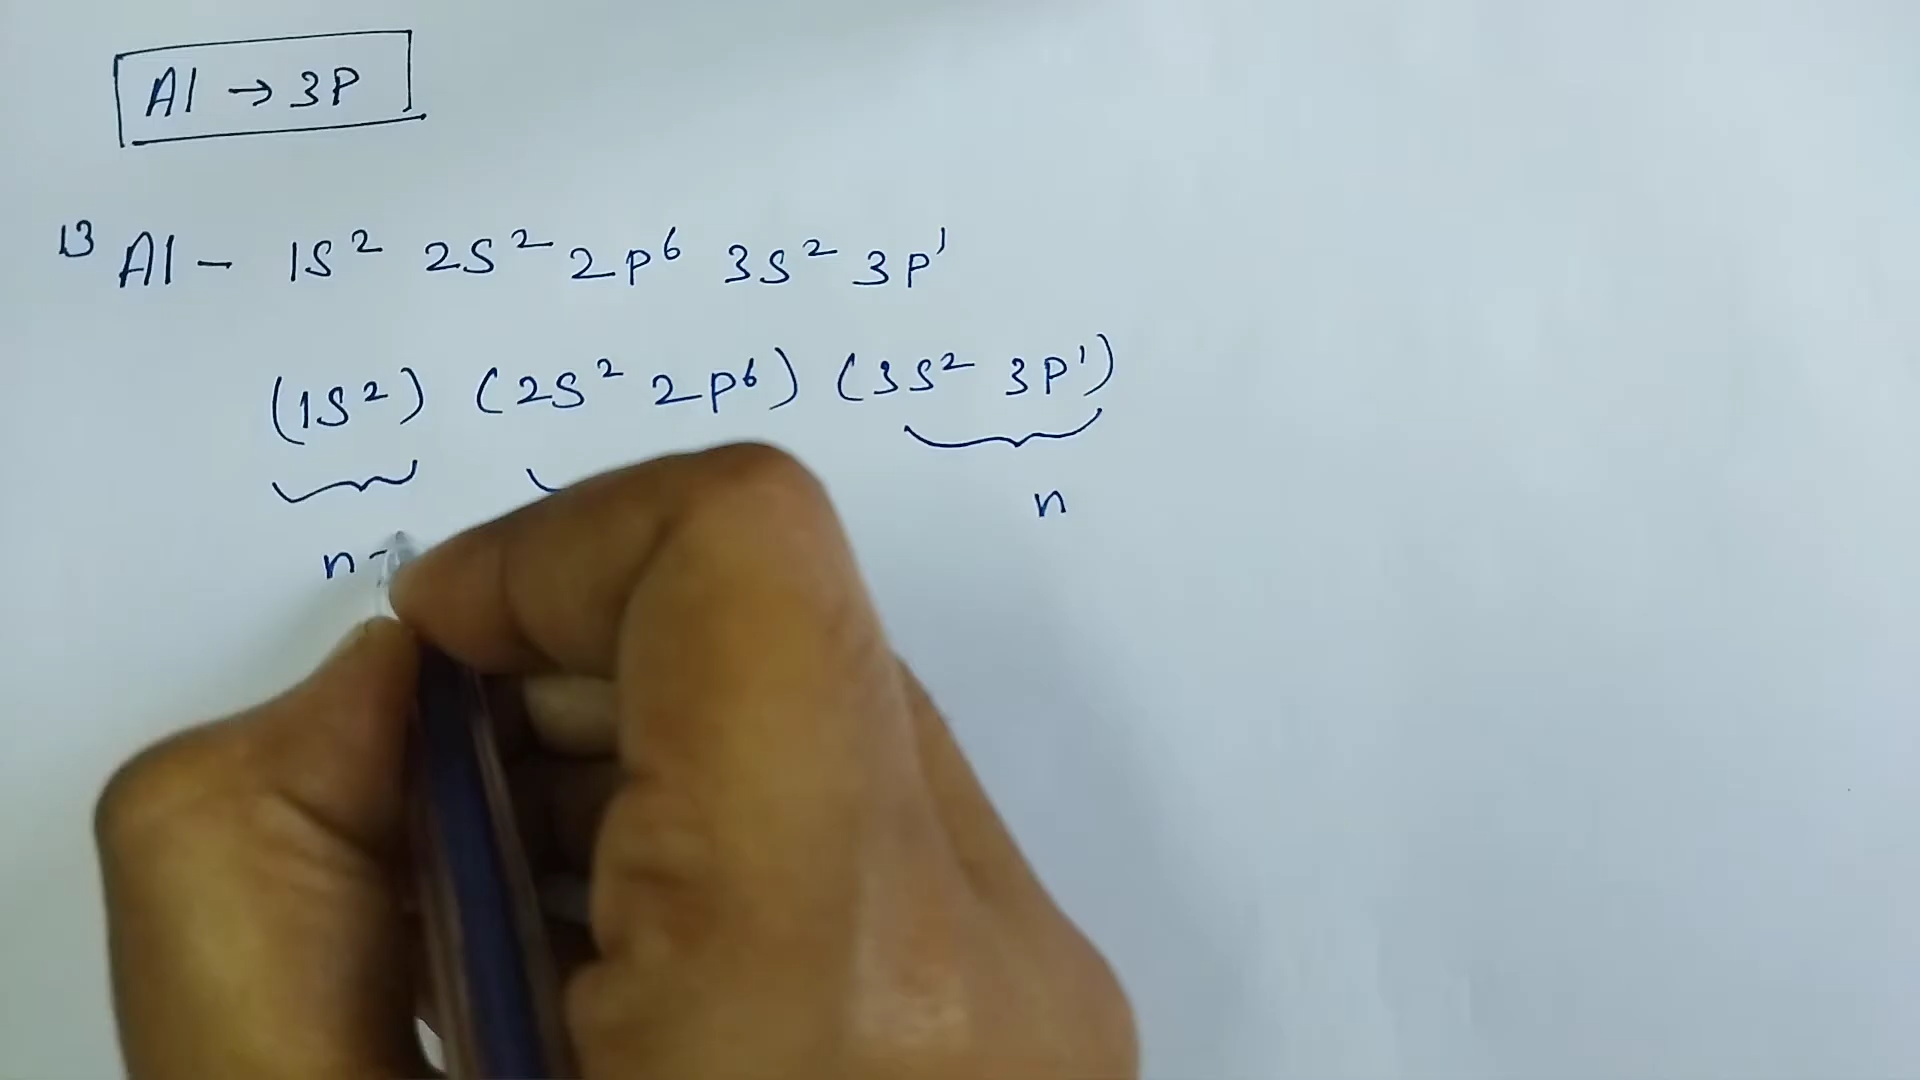 Al → 3P
13 Al - 1S² 2S² 2P⁶ 3S² 3P¹
(1S²) (2S² 2P⁶) (3S² 3P¹)
n - n